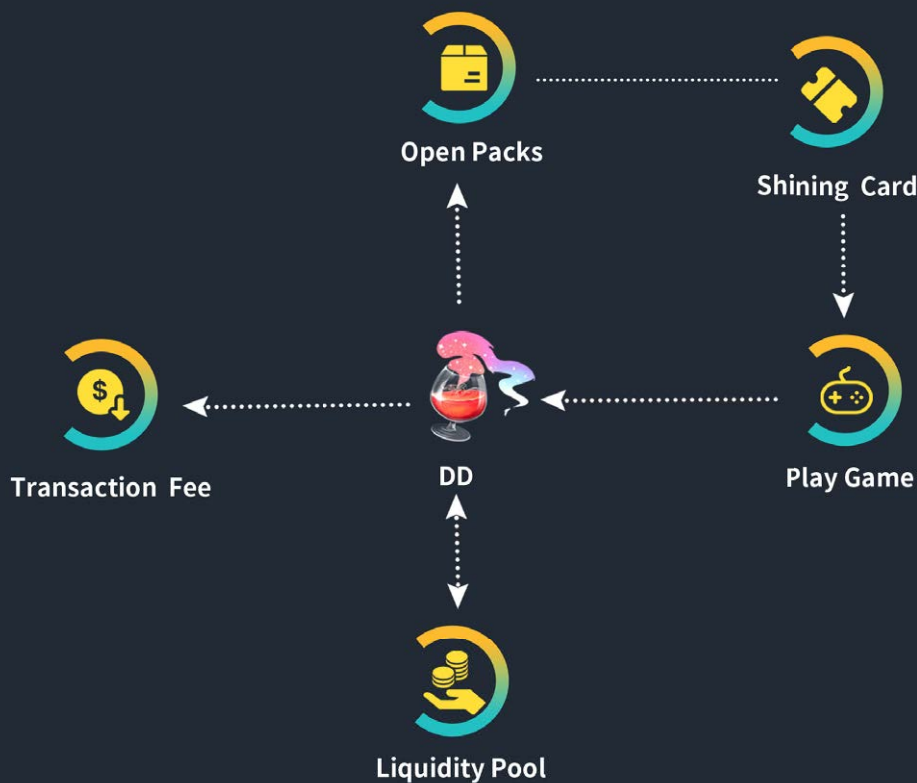 Open Packs
Shining Card
Transaction Fee
$
DD
Play Game
Liquidity Pool